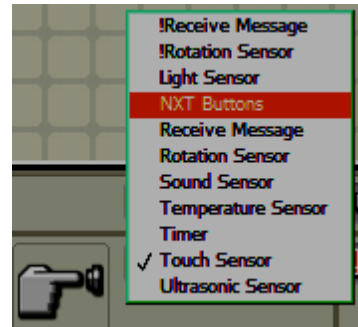 !Receive Message
!Rotation Sensor
Light Sensor
NXT Buttons
Receive Message
Rotation Sensor
Sound Sensor
Temperature Sensor
Timer
✓ Touch Sensor
Ultrasonic Sensor